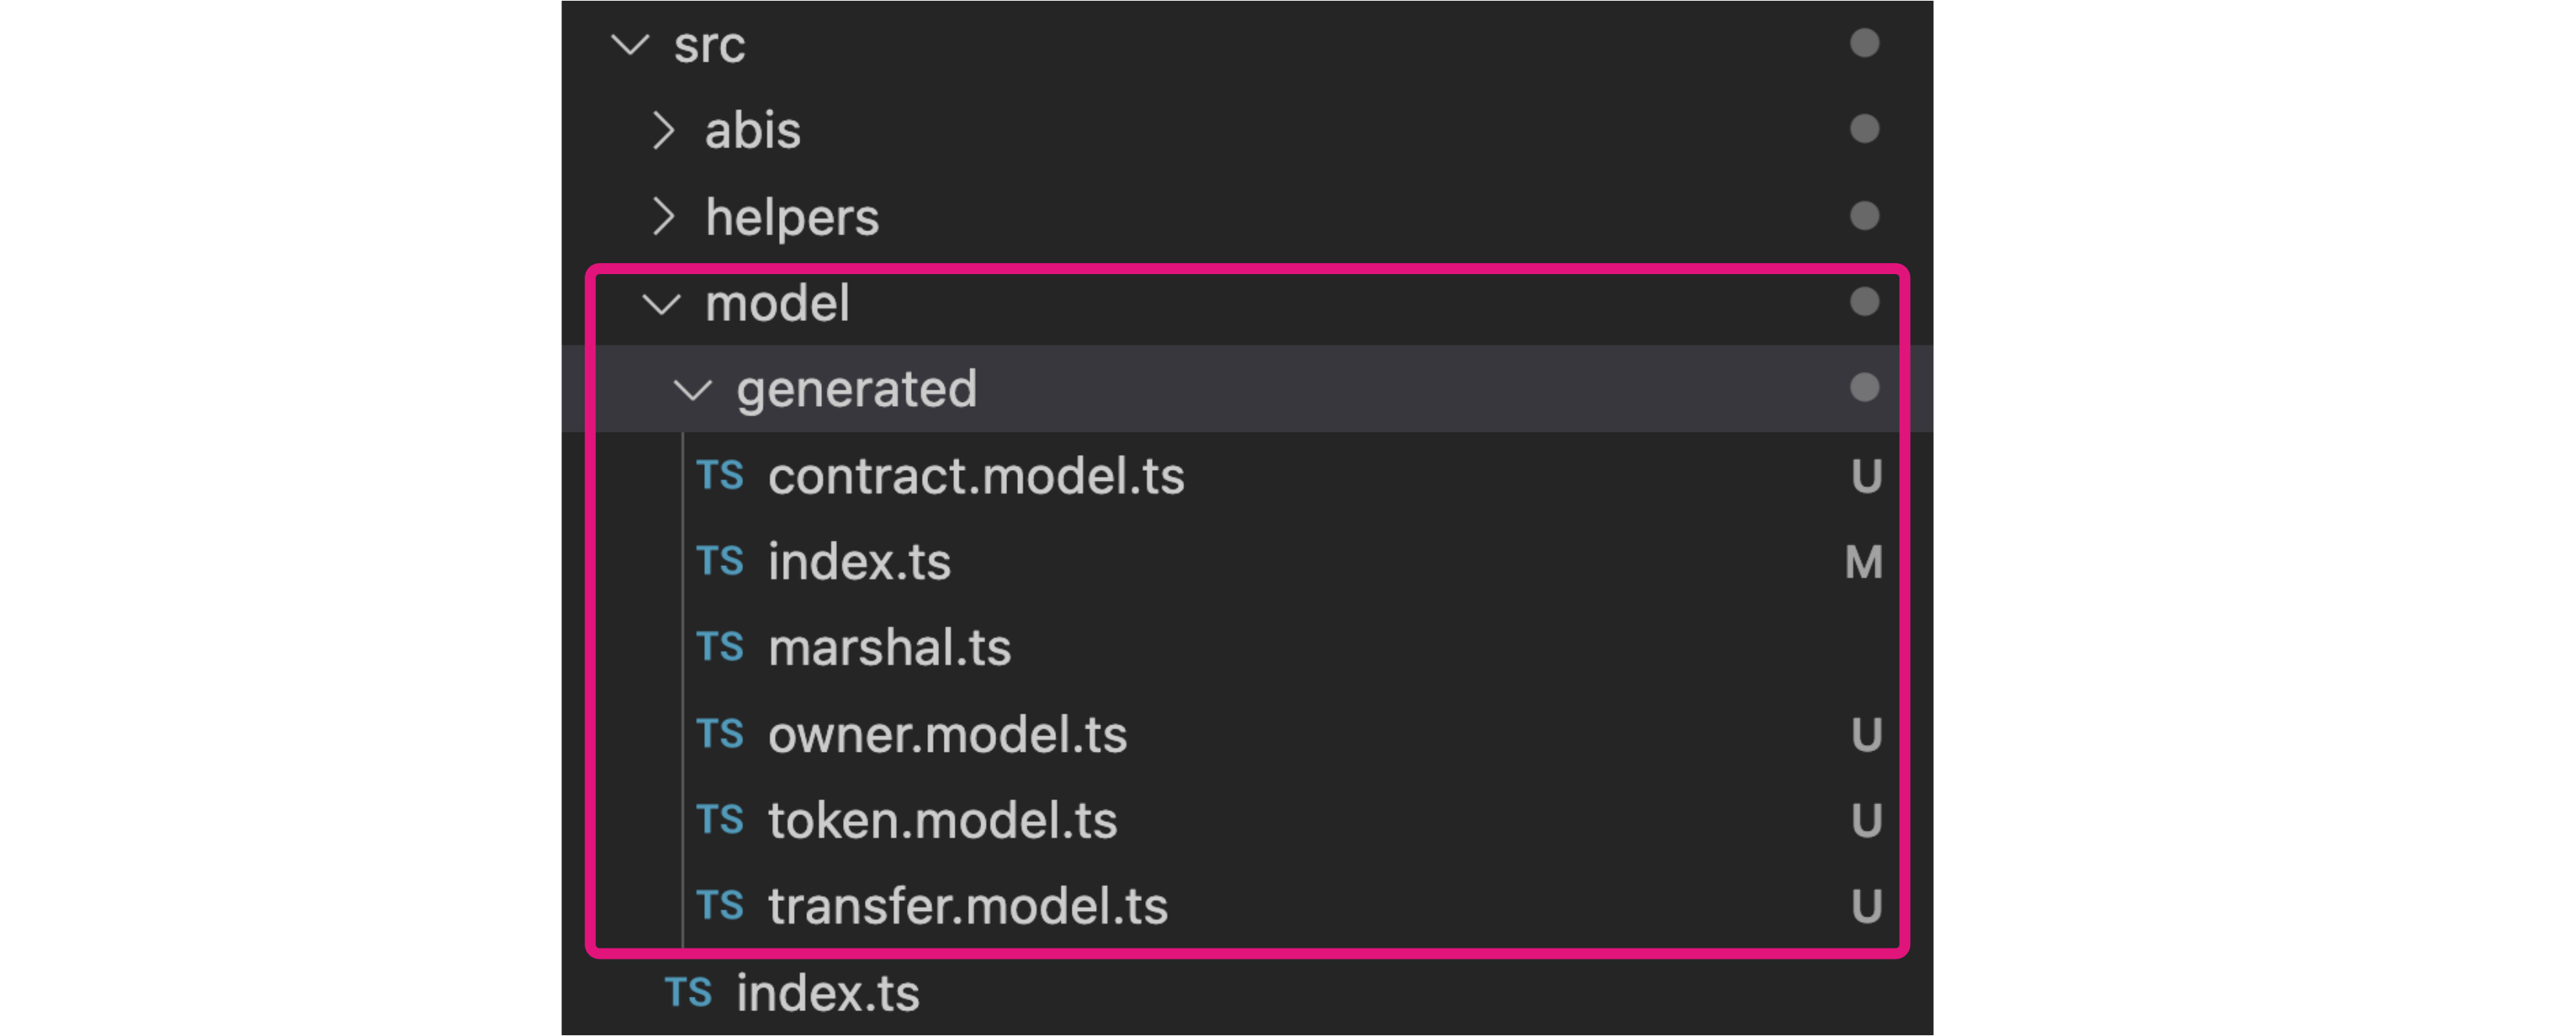 src
abis
helpers
model
generated
TS contract.model.ts U
TS index.ts M
TS marshal.ts
TS owner.model.ts U
TS token.model.ts U
TS transfer.model.ts U
TS index.ts